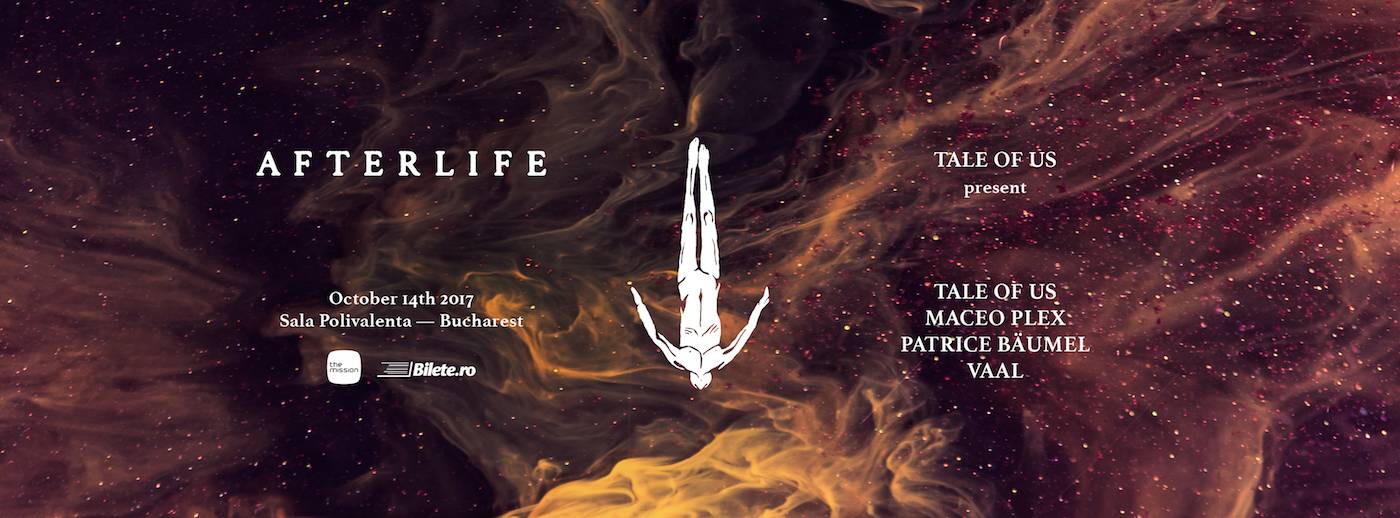 AFTERLIFE
October 14th 2017
Sala Polivalenta — Bucharest
the
mission
Bilete.ro
TALE OF US
present
TALE OF US
MACEO PLEX
PATRICE BÄUMEL
VAAL